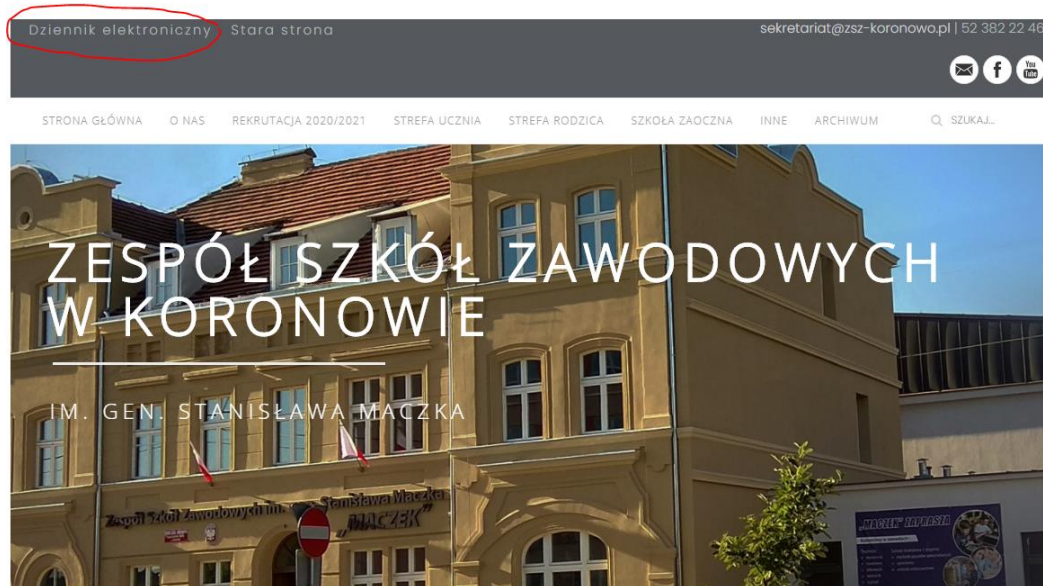 Dziennik elektroniczny Stara strona
sekretariat@zsz-koronowo.pl | 52 382 22 46
You
Tube
STRONA GŁÓWNA O NAS REKRUTACJA 2020/2021 STREFA UCZNIA STREFA RODZICA SZKOŁA ZAOCZNA INNE ARCHIWUM SZUKAJ...
ZESPÓŁ SZKÓŁ ZAWODOWYCH
W KORONOWIE
IM. GEN. STANISŁAWA MACZKA
Zespół Szkół Zawodowych im. Stanisława Maczka
„MACZEK”
„MACZEK” ZAPRASZA